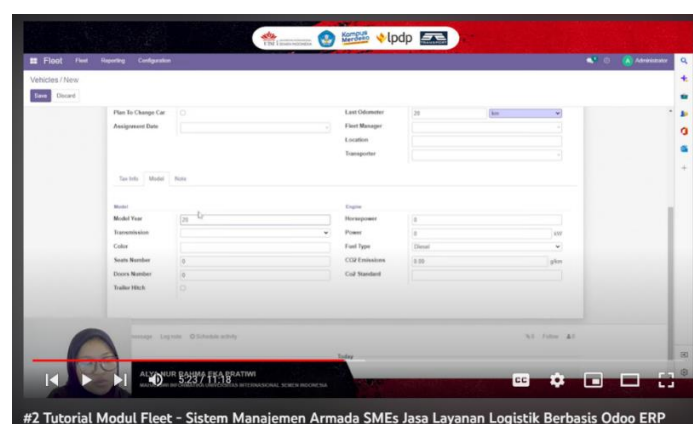 Kampus
Merdeka
lpdp
Fleet Fleet Reporting Configuration
Administrator
Vehicles / New
Save Discard
Plan To Change Car
Last Odometer 20 km
Assignment Date
Fleet Manager
Location
Transporter
Tax Info Model Note
Model
Engine
Model Year 20
Horsepower 0
Transmission
Power 0 kW
Color
Fuel Type Diesel
Seats Number 0
CO2 Emissions 0.00 g/km
Doors Number 0
Co2 Standard
Trailer Hitch
message Log note Schedule activity
Follow
Today
NUR RAHMA EKA PRATIWI
5:23 / 11:18
CC
#2 Tutorial Modul Fleet - Sistem Manajemen Armada SMEs Jasa Layanan Logistik Berbasis Odoo ERP